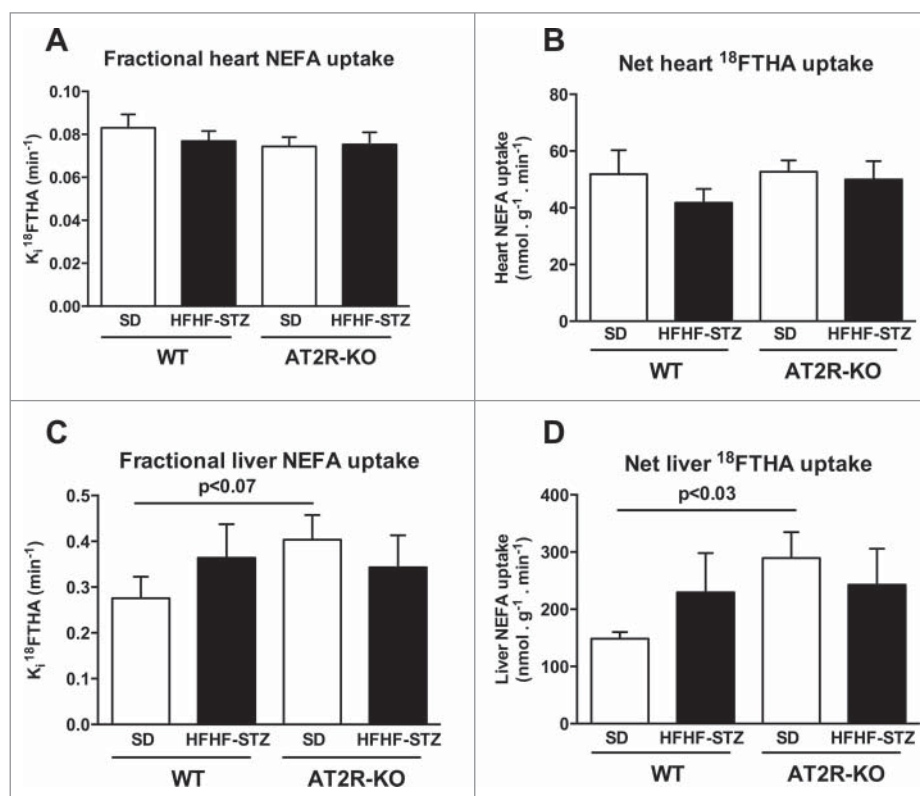 A
Fractional heart NEFA uptake
Kᵢ ¹⁸FTHA (min⁻¹)
0.10
0.08
0.06
0.04
0.02
0.00
SD HFHF-STZ SD HFHF-STZ
WT AT2R-KO
B
Net heart ¹⁸FTHA uptake
Heart NEFA uptake
(nmol . g⁻¹ . min⁻¹)
80
60
40
20
0
SD HFHF-STZ SD HFHF-STZ
WT AT2R-KO
C
Fractional liver NEFA uptake
p<0.07
Kᵢ ¹⁸FTHA (min⁻¹)
0.5
0.4
0.3
0.2
0.1
0.0
SD HFHF-STZ SD HFHF-STZ
WT AT2R-KO
D
Net liver ¹⁸FTHA uptake
p<0.03
Liver NEFA uptake
(nmol . g⁻¹ . min⁻¹)
400
300
200
100
0
SD HFHF-STZ SD HFHF-STZ
WT AT2R-KO